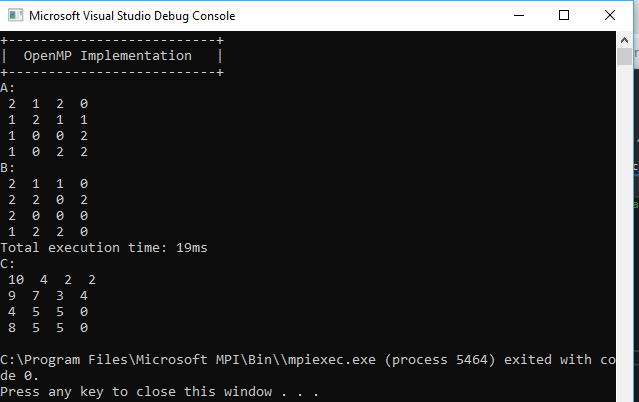 Microsoft Visual Studio Debug Console
+--------------------------+
|  OpenMP Implementation   |
+--------------------------+
A:
 2  1  2  0
 1  2  1  1
 1  0  0  2
 1  0  2  2
B:
 2  1  1  0
 2  2  0  2
 2  0  0  0
 1  2  2  0
Total execution time: 19ms
C:
 10  4  2  2
 9  7  3  4
 4  5  5  0
 8  5  5  0
C:\Program Files\Microsoft MPI\Bin\\mpiexec.exe (process 5464) exited with co
de 0.
Press any key to close this window . . .